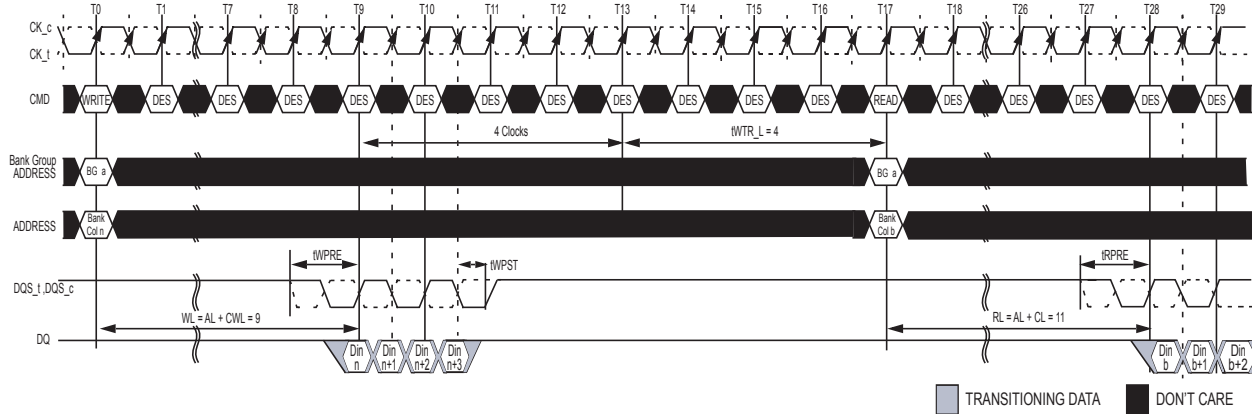 T0 T1 T7 T8 T9 T10 T11 T12 T13 T14 T15 T16 T17 T18 T26 T27 T28 T29
CK_c
CK_t
CMD WRITE DES DES DES DES DES DES DES DES DES DES DES READ DES DES DES DES DES
4 Clocks tWTR_L = 4
Bank Group
ADDRESS
BG a BG a
ADDRESS
Bank
Col n
Bank
Col b
tWPRE tWPST tRPRE
DQS_t ,DQS_c
WL = AL + CWL = 9 RL = AL + CL = 11
DQ
Din
n
Din
n+1
Din
n+2
Din
n+3
Din
b
Din
b+1
Din
b+2
TRANSITIONING DATA DON'T CARE